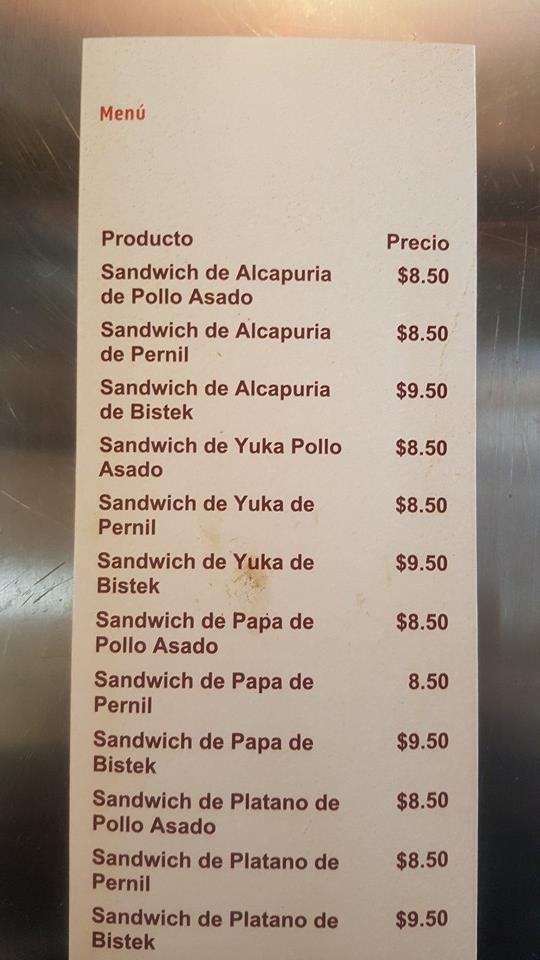 Menú
Producto Precio
Sandwich de Alcapuria $8.50
de Pollo Asado
Sandwich de Alcapuria $8.50
de Pernil
Sandwich de Alcapuria $9.50
de Bistek
Sandwich de Yuka Pollo $8.50
Asado
Sandwich de Yuka de $8.50
Pernil
Sandwich de Yuka de $9.50
Bistek
Sandwich de Papa de $8.50
Pollo Asado
Sandwich de Papa de 8.50
Pernil
Sandwich de Papa de $9.50
Bistek
Sandwich de Platano de $8.50
Pollo Asado
Sandwich de Platano de $8.50
Pernil
Sandwich de Platano de $9.50
Bistek